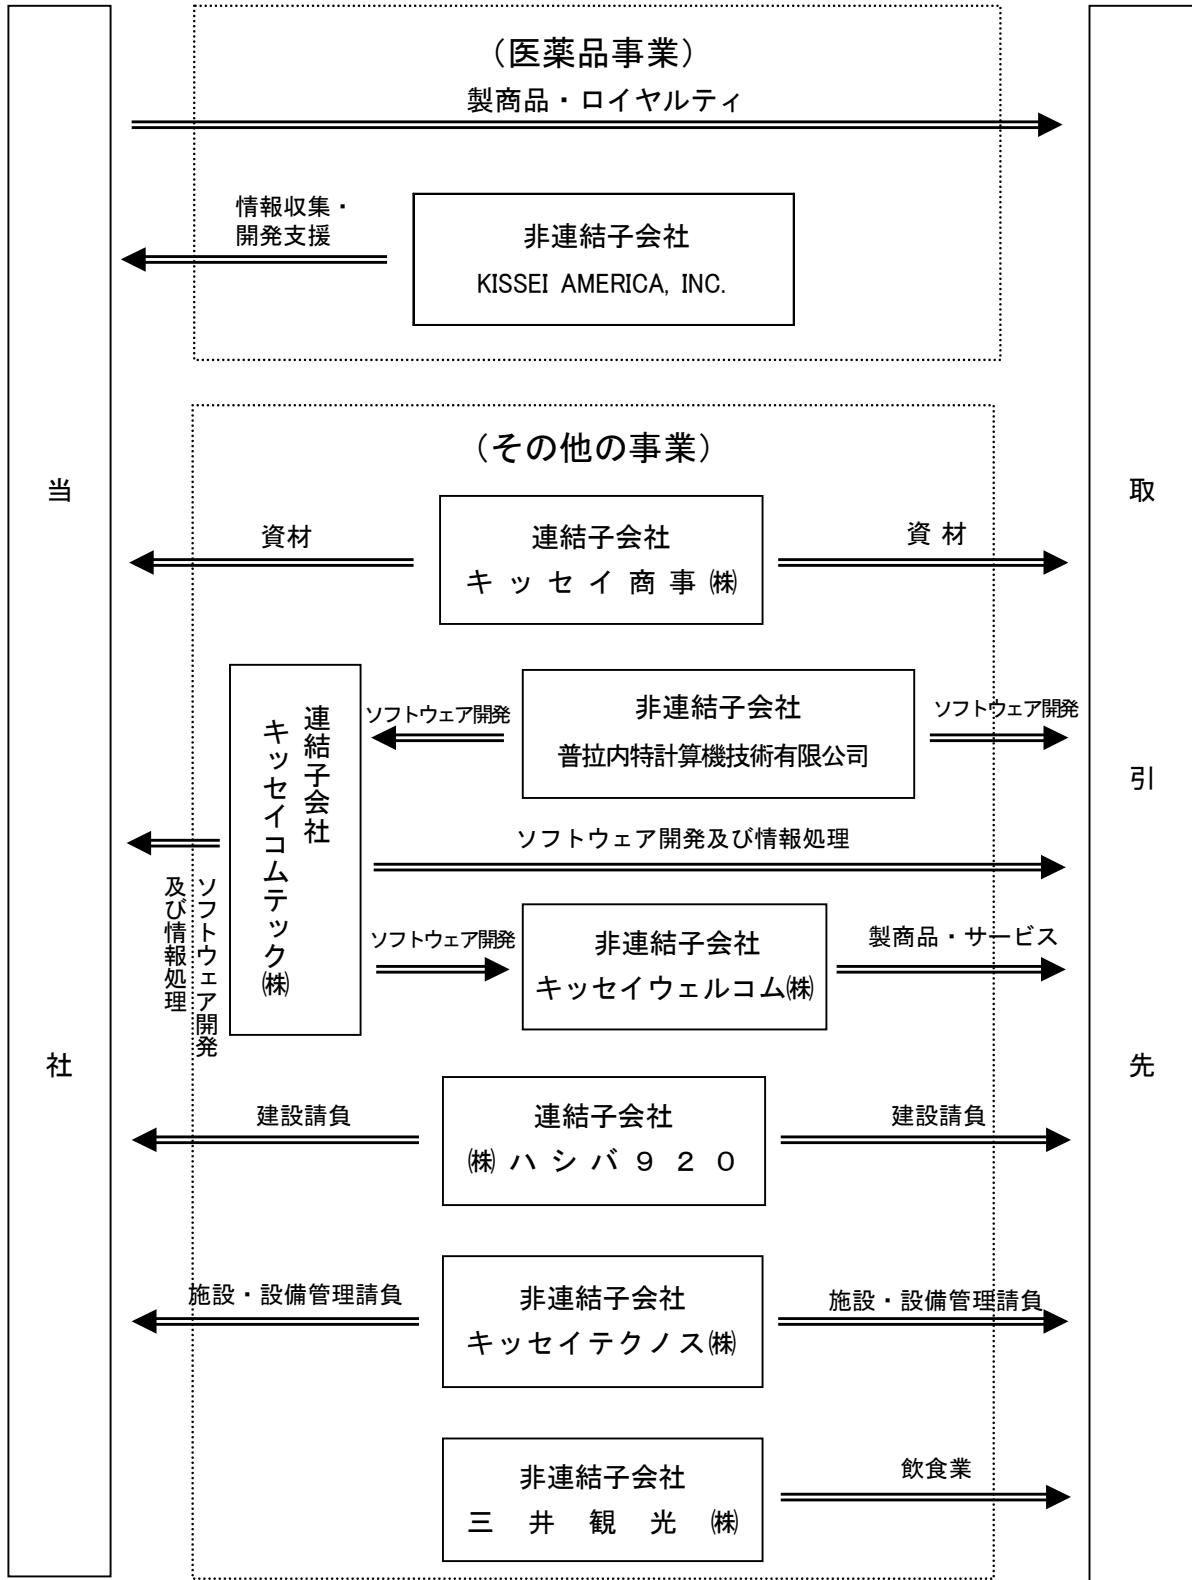 (医薬品事業)
製商品・ロイヤルティ
情報収集・
開発支援
非連結子会社
KISSEI AMERICA, INC.
(その他の事業)
当
社
取
引
先
資材
連結子会社
キッセイ商事㈱
資材
連結子会社
キッセイコムテック㈱
ソフトウェア開発
非連結子会社
普拉内特計算機技術有限公司
ソフトウェア開発
ソフトウェア開発及び情報処理
ソフトウェア開発
及び情報処理
ソフトウェア開発
非連結子会社
キッセイウェルコム㈱
製商品・サービス
建設請負
連結子会社
㈱ハシバ920
建設請負
施設・設備管理請負
非連結子会社
キッセイテクノス㈱
施設・設備管理請負
非連結子会社
三井観光㈱
飲食業